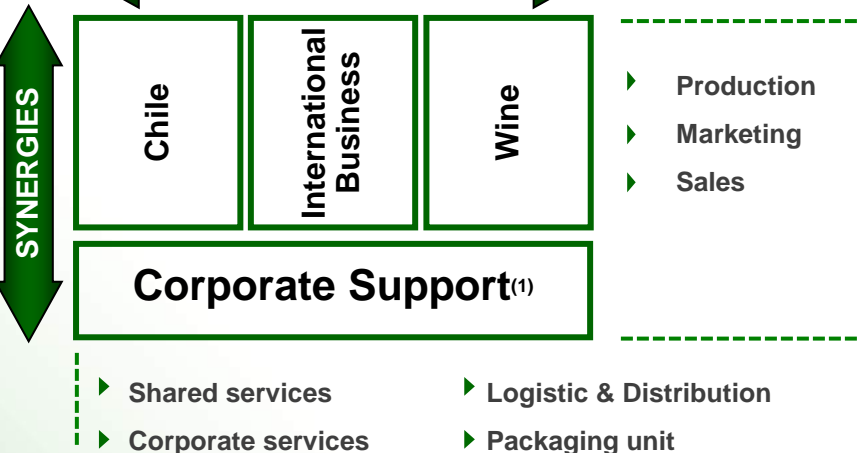 SYNERGIES
Chile
International
Business
Wine
Production
Marketing
Sales
Corporate Support(1)
Shared services
Logistic & Distribution
Corporate services
Packaging unit